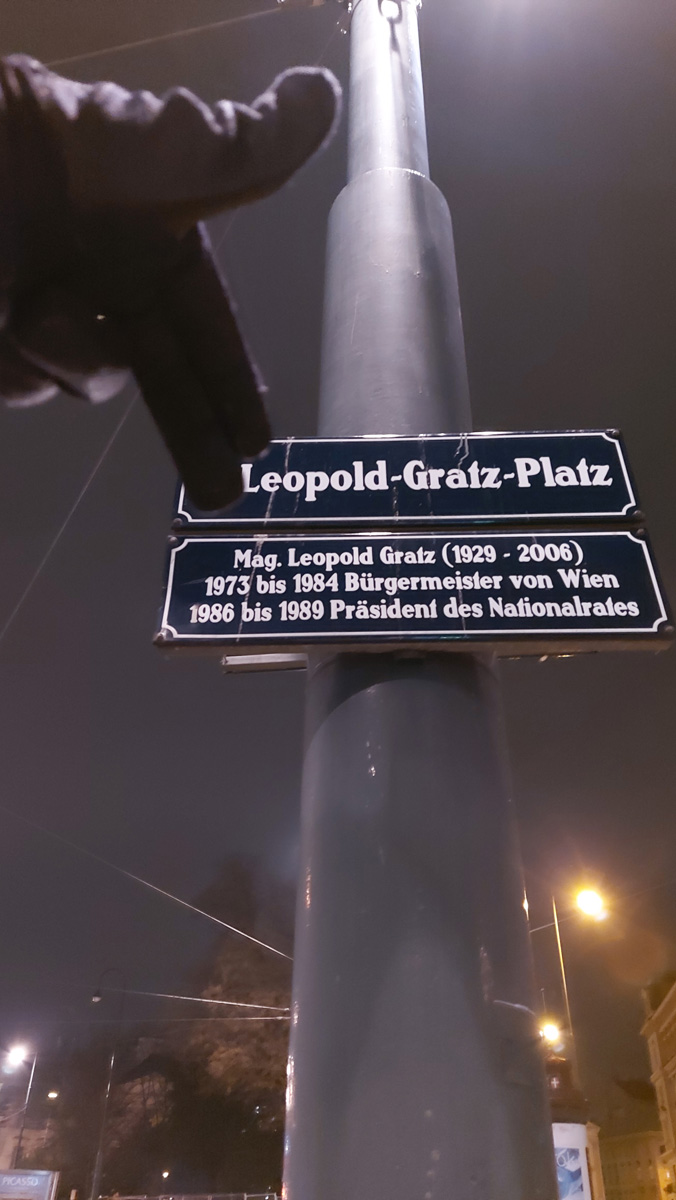 Leopold-Gratz-Platz
Mag. Leopold Gratz (1929 - 2006)
1973 bis 1984 Bürgermeister von Wien
1986 bis 1989 Präsident des Nationalrates
PICASSO